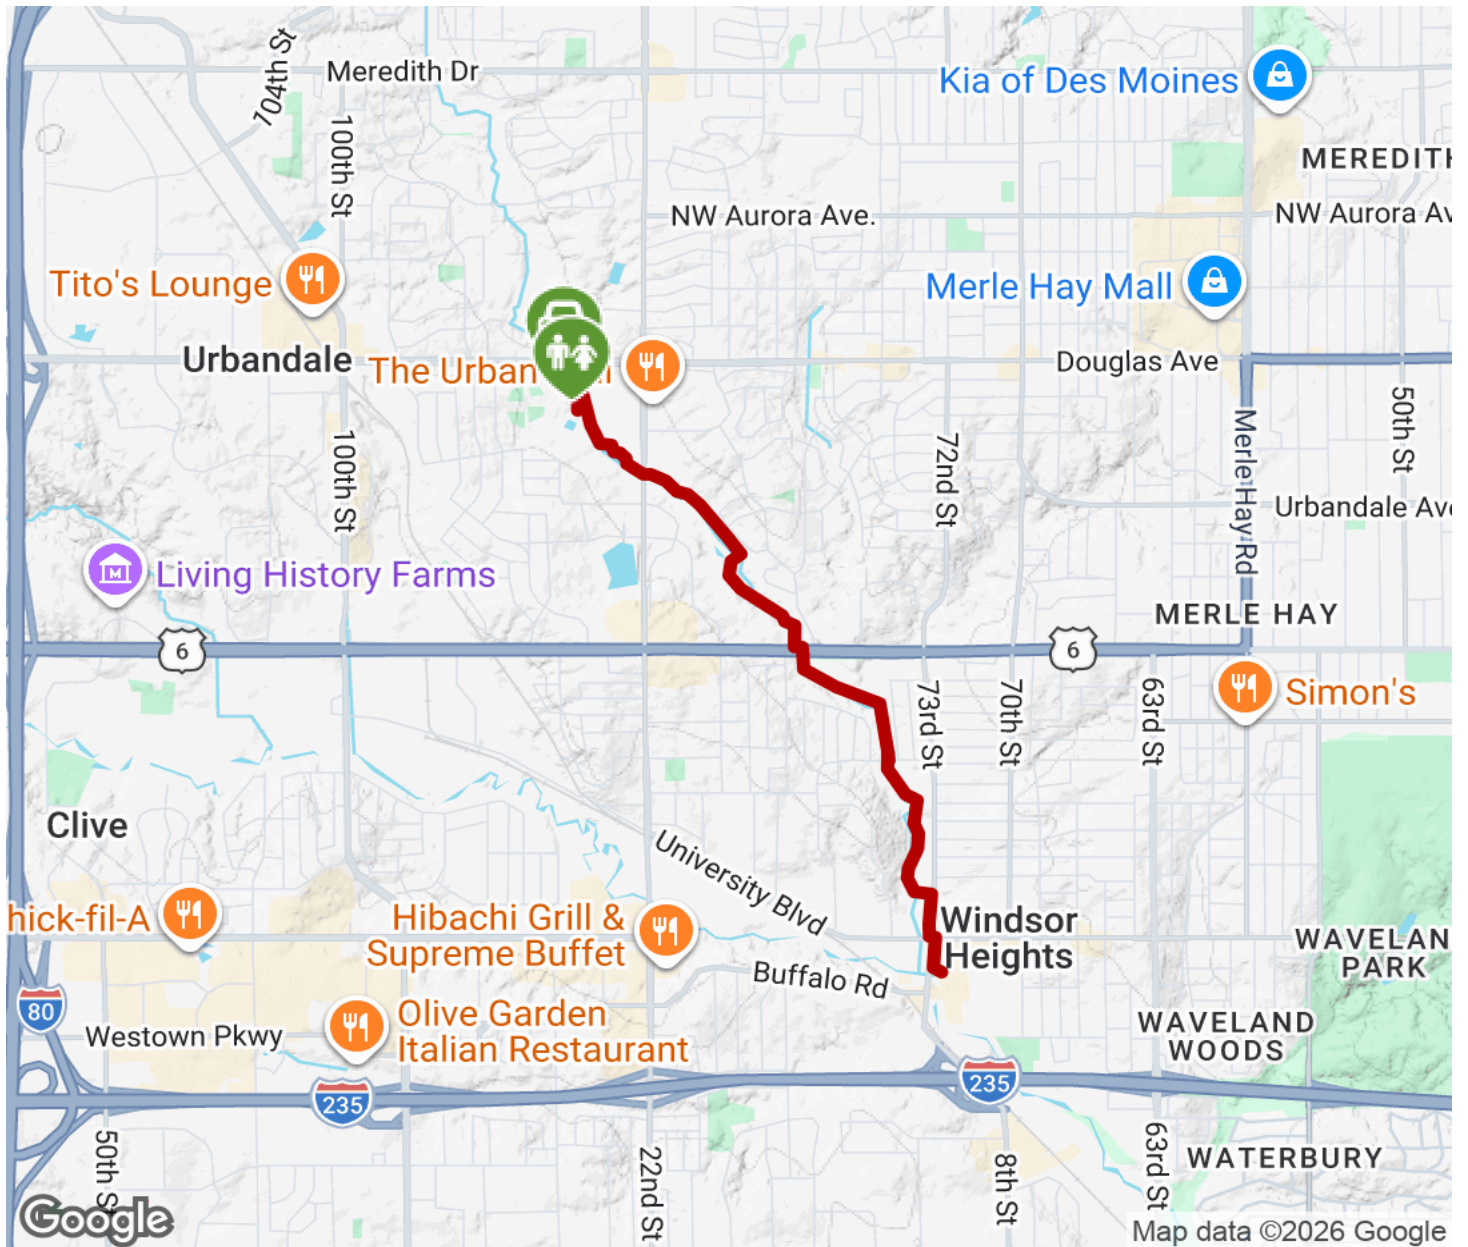 104th St
Meredith Dr
Kia of Des Moines
100th St
MEREDITH
NW Aurora Ave.
NW Aurora Av
Tito's Lounge
Merle Hay Mall
Urbandale
The Urban
Douglas Ave
100th St
72nd St
Merle Hay Rd
50th St
Urbandale Ave
Living History Farms
MERLE HAY
6
6
73rd St
70th St
63rd St
Simon's
Clive
University Blvd
hick-fil-A
Hibachi Grill &
Supreme Buffet
Windsor
Heights
WAVELAN
PARK
Buffalo Rd
80
Westown Pkwy
Olive Garden
Italian Restaurant
WAVELAND
WOODS
235
235
50th St
22nd St
8th St
63rd St
WATERBURY
Google
Map data ©2026 Google